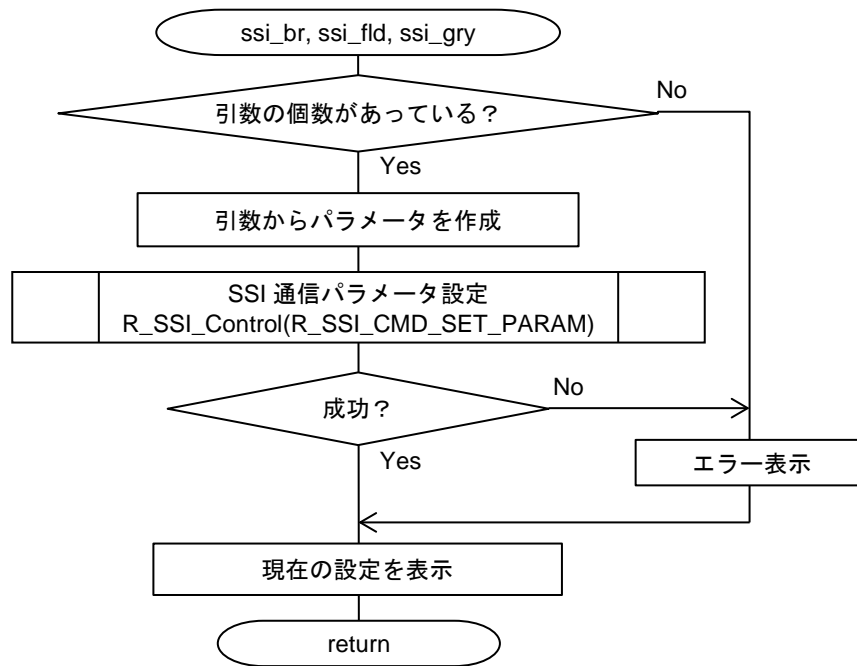 ssi_br, ssi_fld, ssi_gry
引数の個数があっている？
No
Yes
引数からパラメータを作成
SSI 通信パラメータ設定
R_SSI_Control(R_SSI_CMD_SET_PARAM)
成功？
No
Yes
エラー表示
現在の設定を表示
return